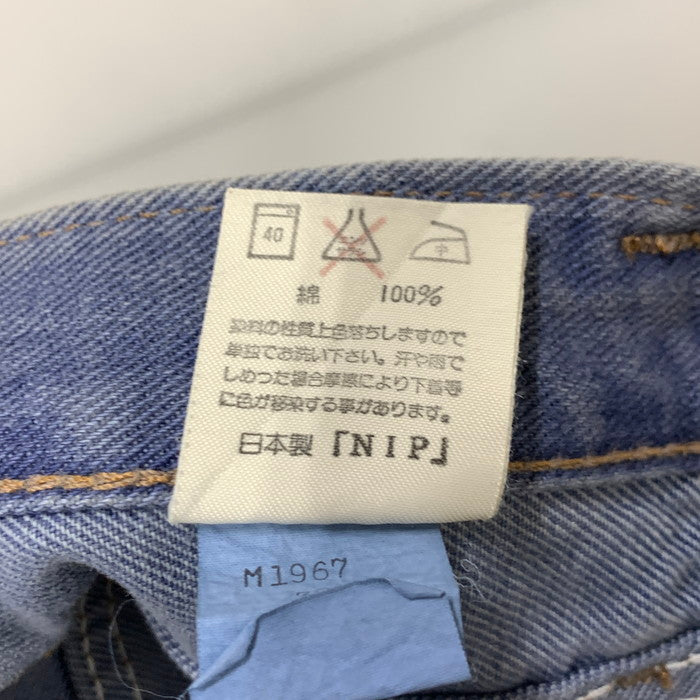 40 中
綿 100%
染料の性質上色落ちしますので
単独でお洗い下さい。汗や雨で
しめった場合摩擦により下着等
に色が移染する事があります。
日本製 「NIP」
M1967